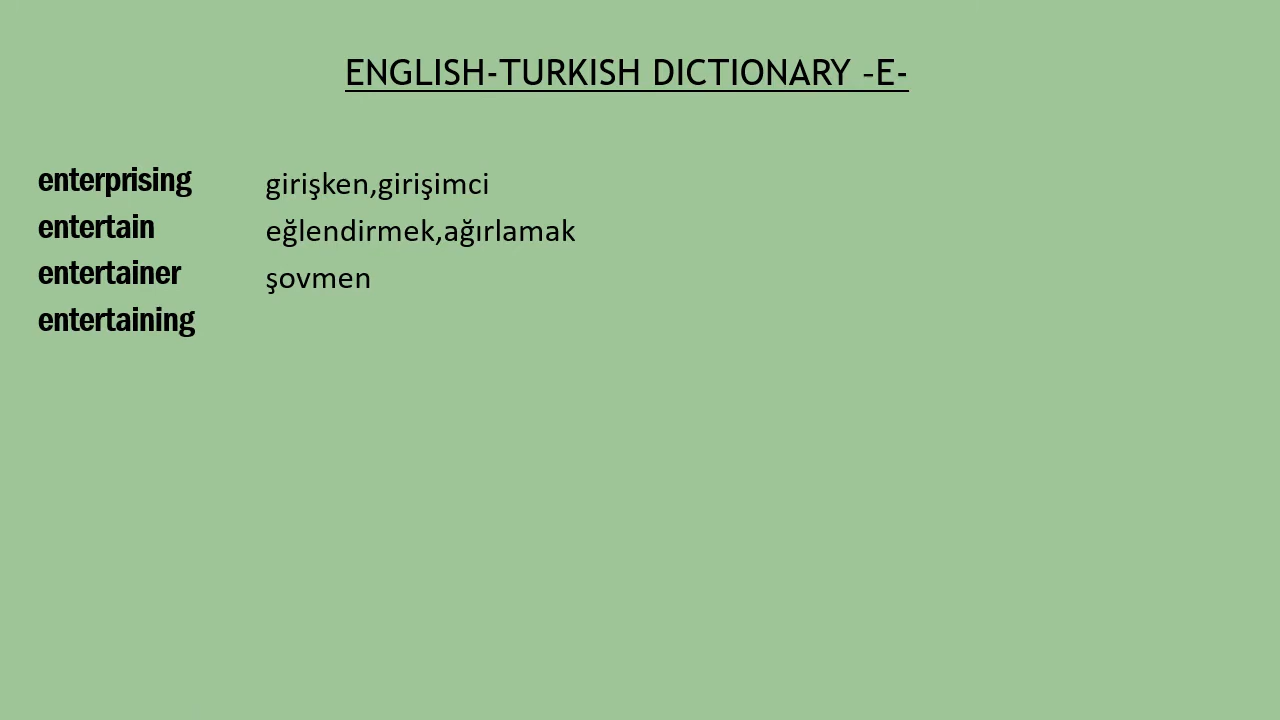 ENGLISH-TURKISH DICTIONARY –E-
enterprising girişken,girişimci
entertain eğlendirmek,ağırlamak
entertainer şovmen
entertaining